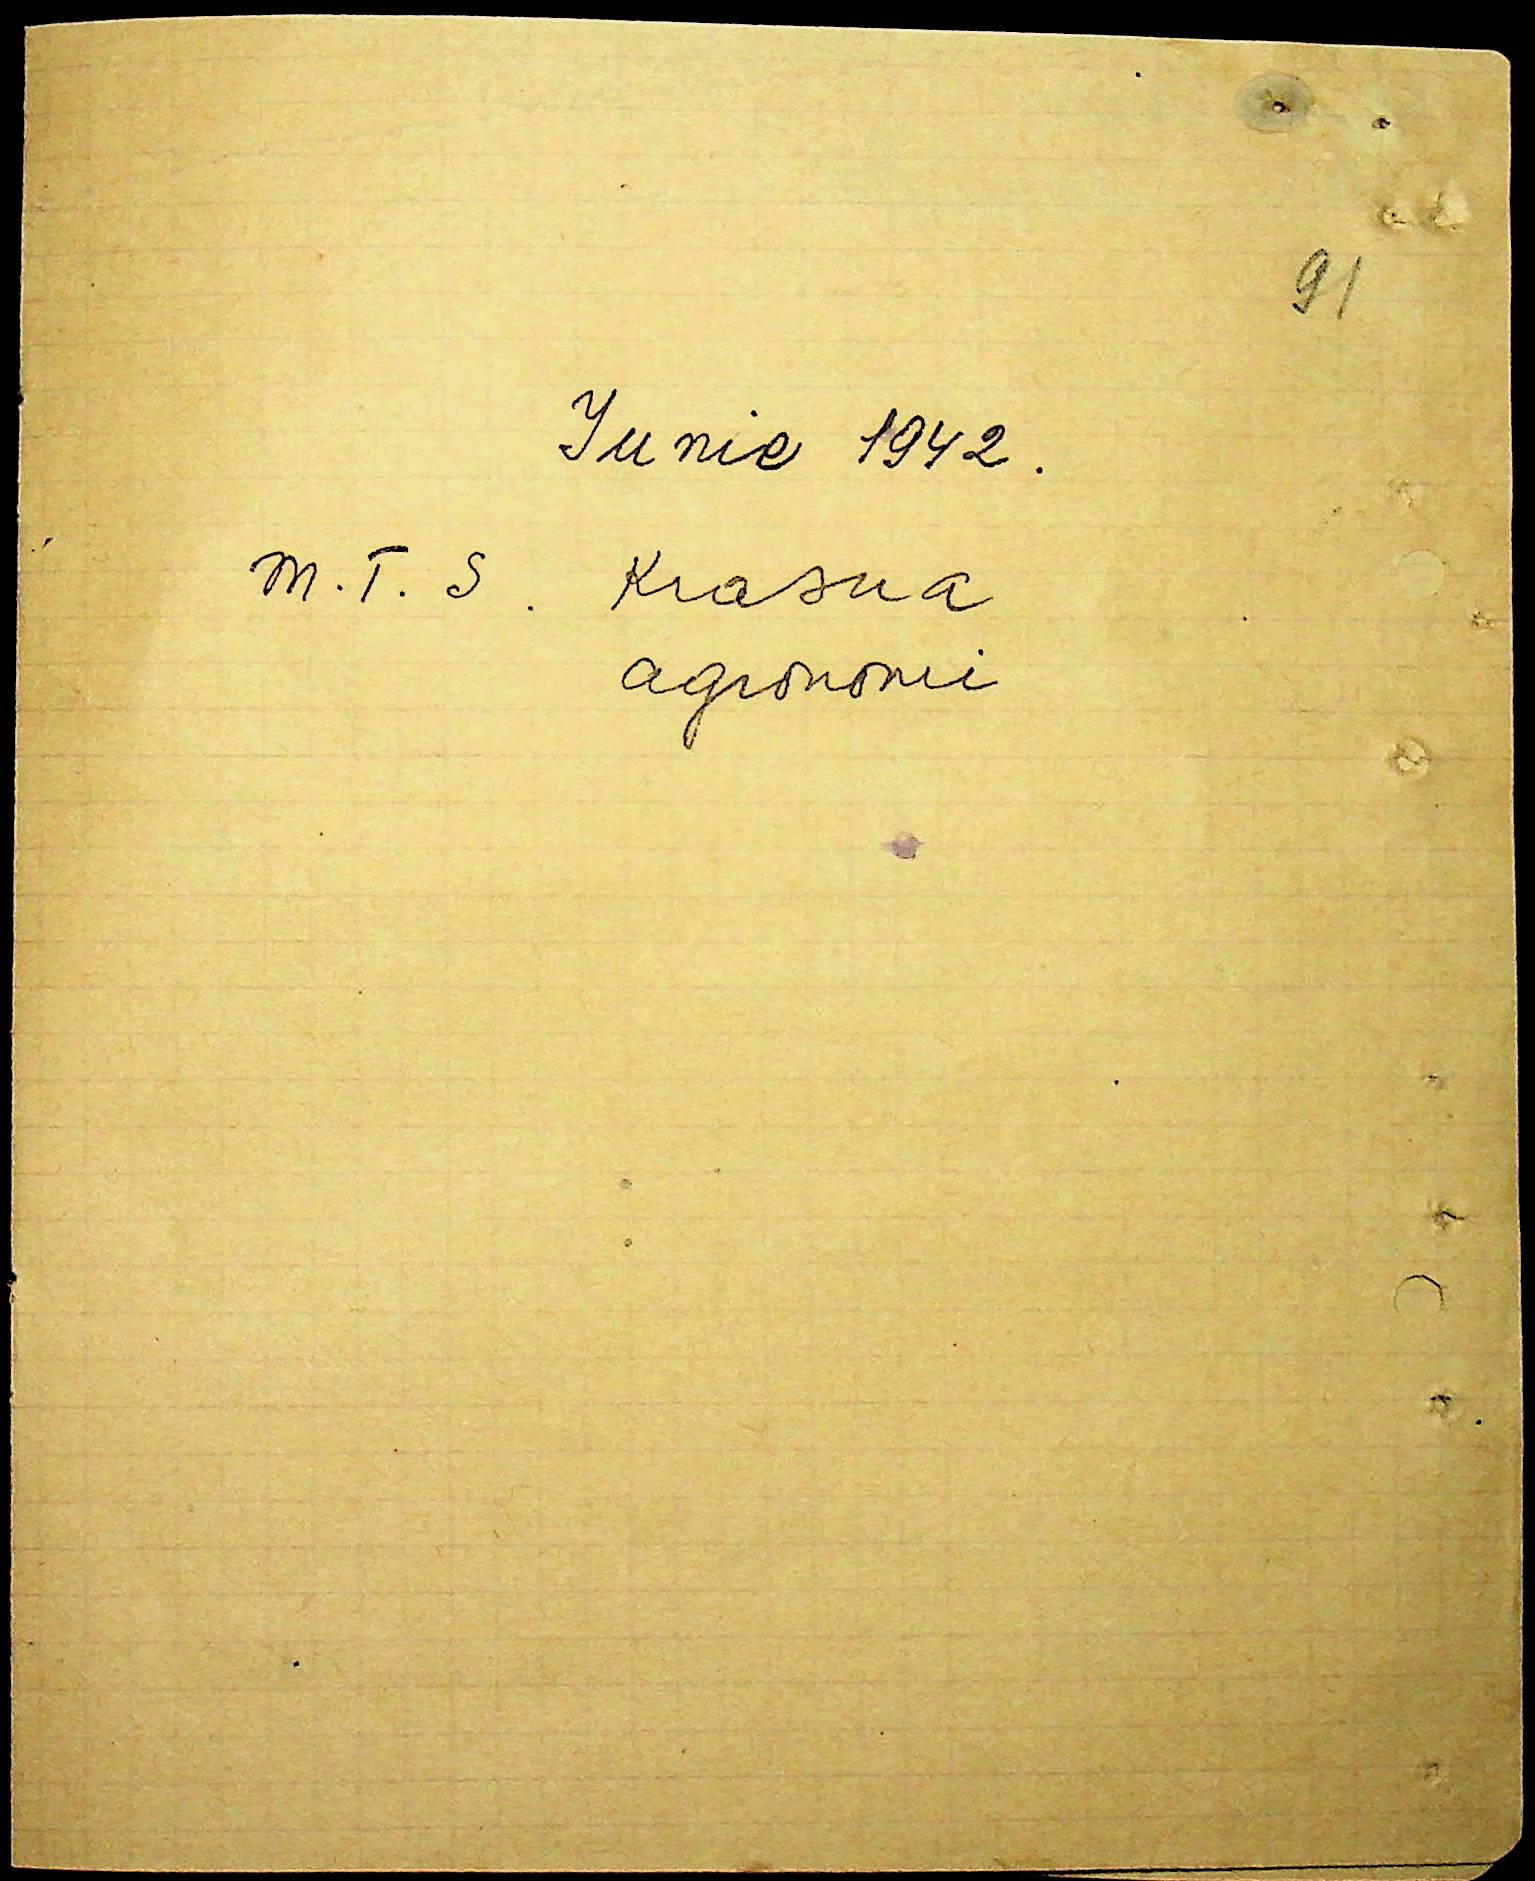 91
Iunie 1942.
M.T.S. Krasna
agronomi